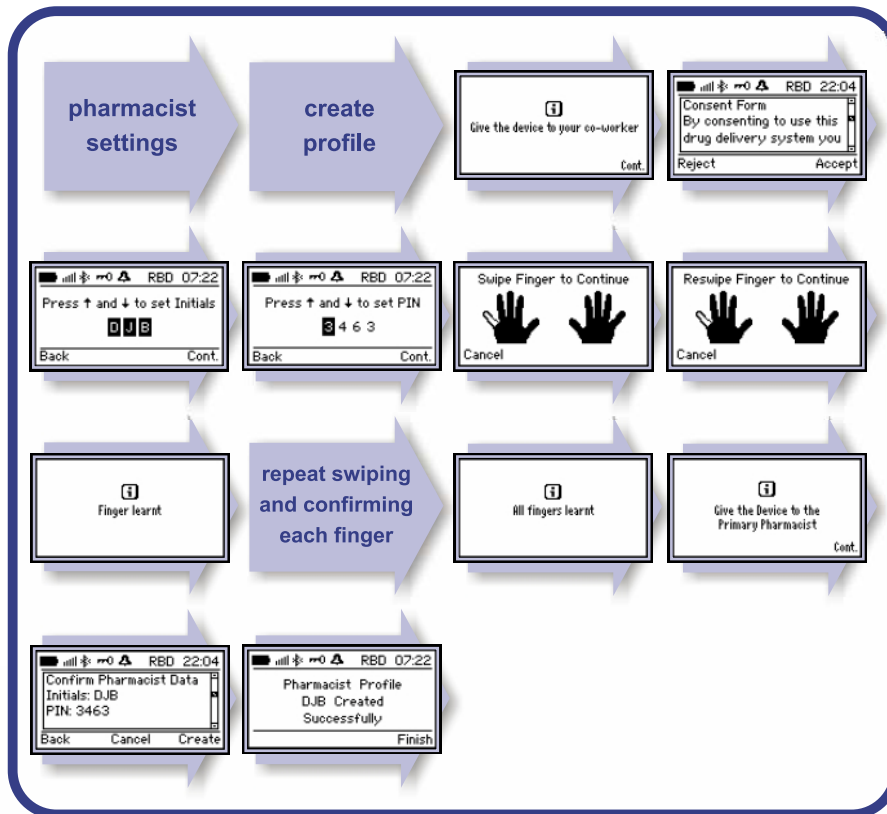 pharmacist
settings
create
profile
Give the device to your co-worker
Cont.
RBD 22:04
Consent Form
By consenting to use this
drug delivery system you
Reject Accept
RBD 07:22
Press ↑ and ↓ to set Initials
DJB
Back Cont.
RBD 07:22
Press ↑ and ↓ to set PIN
3 4 6 3
Back Cont.
Swipe Finger to Continue
Cancel
Reswipe Finger to Continue
Cancel
Finger learnt
repeat swiping
and confirming
each finger
All fingers learnt
Give the Device to the
Primary Pharmacist
Cont.
RBD 22:04
Confirm Pharmacist Data
Initials: DJB
PIN: 3463
Back Cancel Create
RBD 07:22
Pharmacist Profile
DJB Created
Successfully
Finish